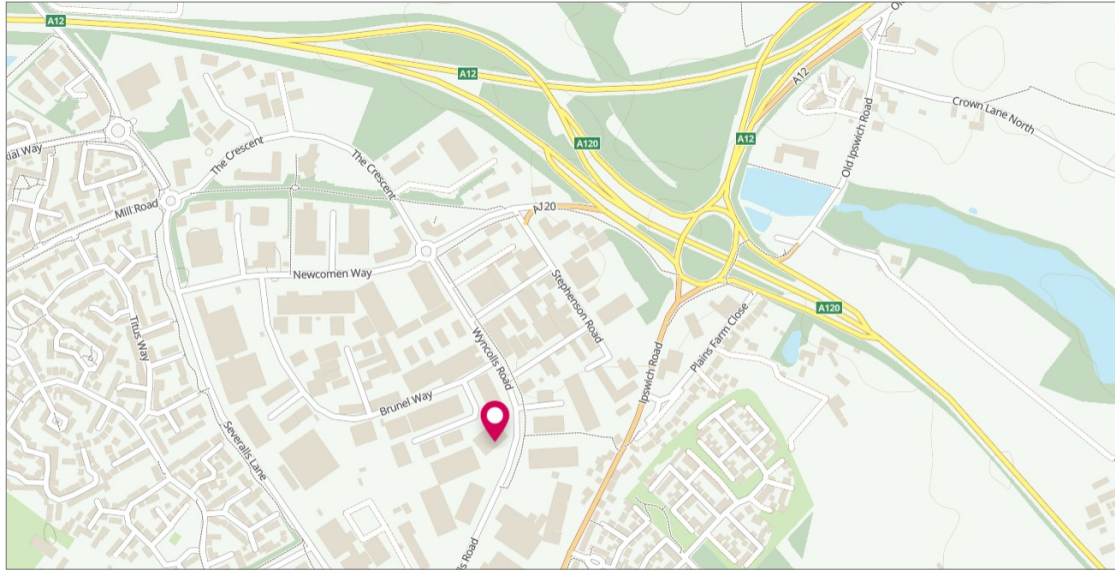 A12
A12
A12
A12
A120
A120
A120
Crown Lane North
Old Ipswich Road
The Crescent
The Crescent
Mill Road
Newcomen Way
Titus Way
Stephenson Road
Wyncolls Road
Ipswich Road
Plains Farm Close
Brunel Way
Severalls Lane
Road